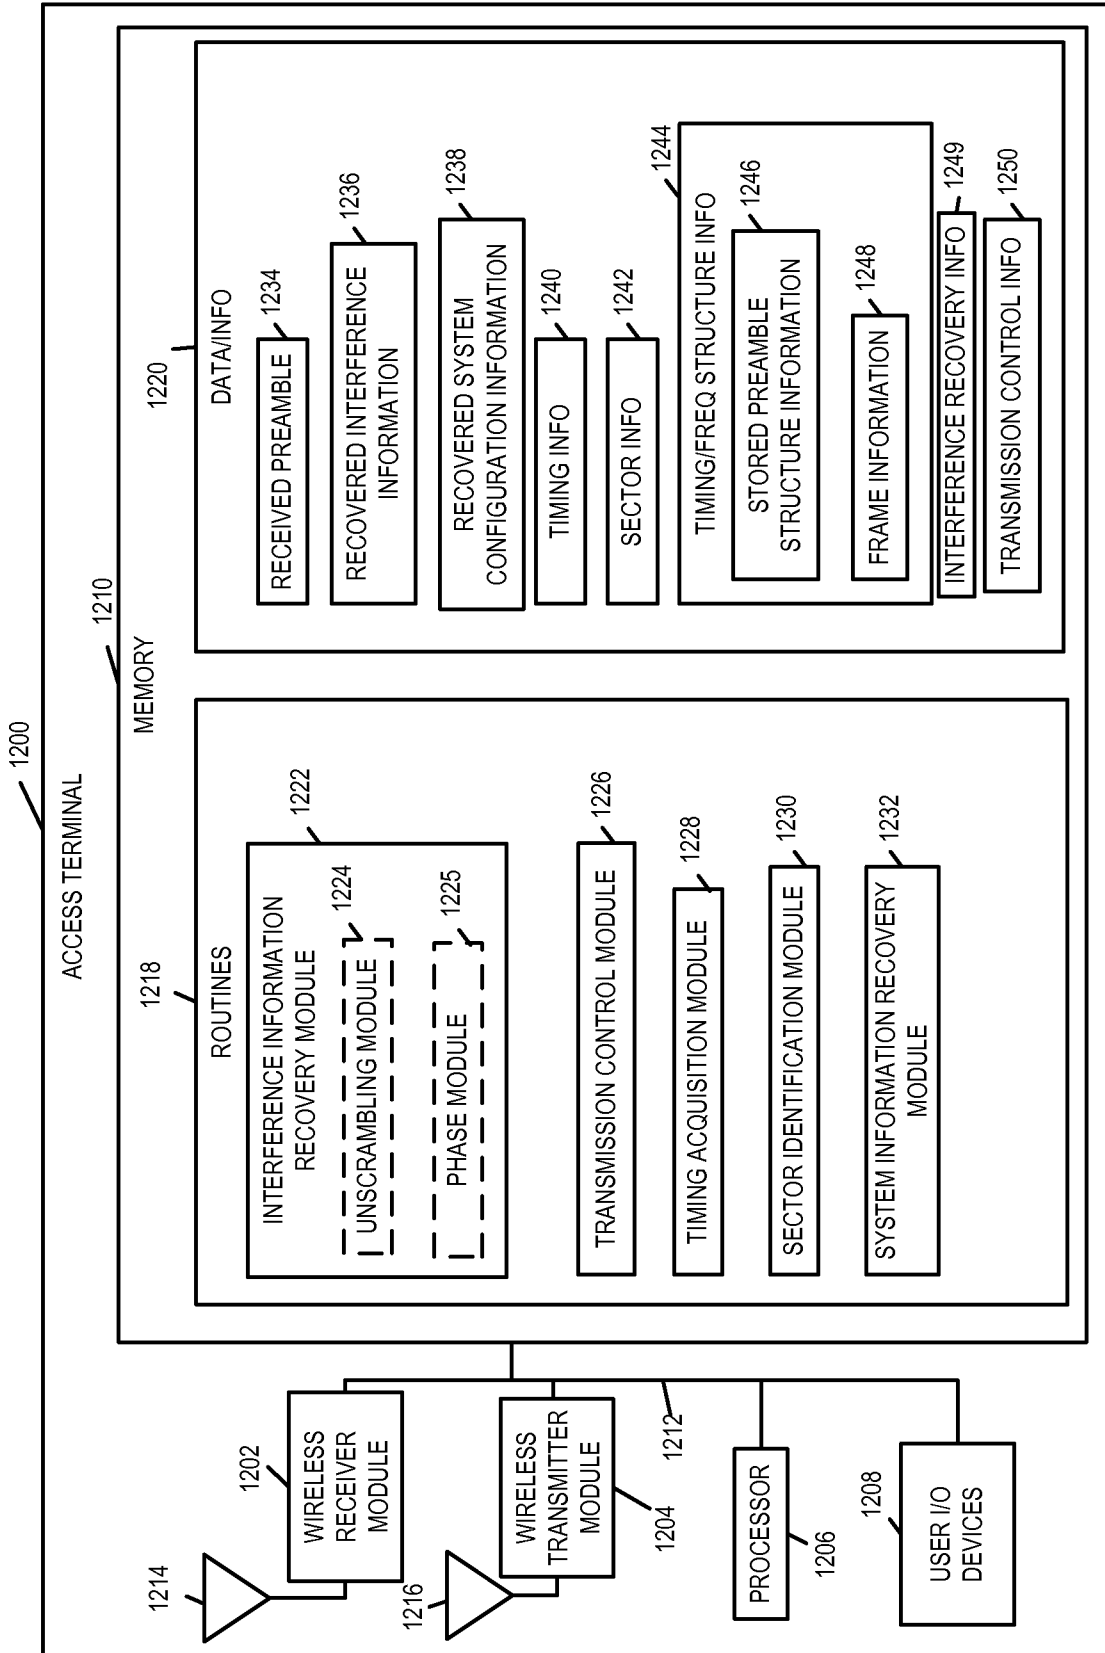 1200
ACCESS TERMINAL
1210
MEMORY
1218
ROUTINES
1222
INTERFERENCE INFORMATION
RECOVERY MODULE
1224
UNSCRAMBLING MODULE
1225
PHASE MODULE
1226
TRANSMISSION CONTROL MODULE
1228
TIMING ACQUISITION MODULE
1230
SECTOR IDENTIFICATION MODULE
1232
SYSTEM INFORMATION RECOVERY
MODULE
1220
DATA/INFO
1234
RECEIVED PREAMBLE
1236
RECOVERED INTERFERENCE
INFORMATION
1238
RECOVERED SYSTEM
CONFIGURATION INFORMATION
1240
TIMING INFO
1242
SECTOR INFO
1244
TIMING/FREQ STRUCTURE INFO
1246
STORED PREAMBLE
STRUCTURE INFORMATION
1248
FRAME INFORMATION
1249
INTERFERENCE RECOVERY INFO
1250
TRANSMISSION CONTROL INFO
1214
1202
WIRELESS
RECEIVER
MODULE
1216
WIRELESS
TRANSMITTER
MODULE
1204
1212
PROCESSOR
1206
1208
USER I/O
DEVICES